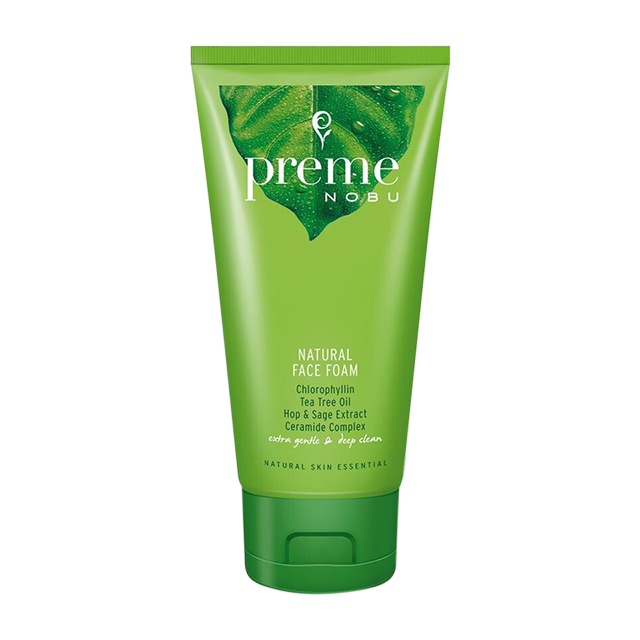 preme
NOBU
NATURAL
FACE FOAM
Chlorophyllin
Tea Tree Oil
Hop & Sage Extract
Ceramide Complex
extra gentle & deep clean
NATURAL SKIN ESSENTIAL